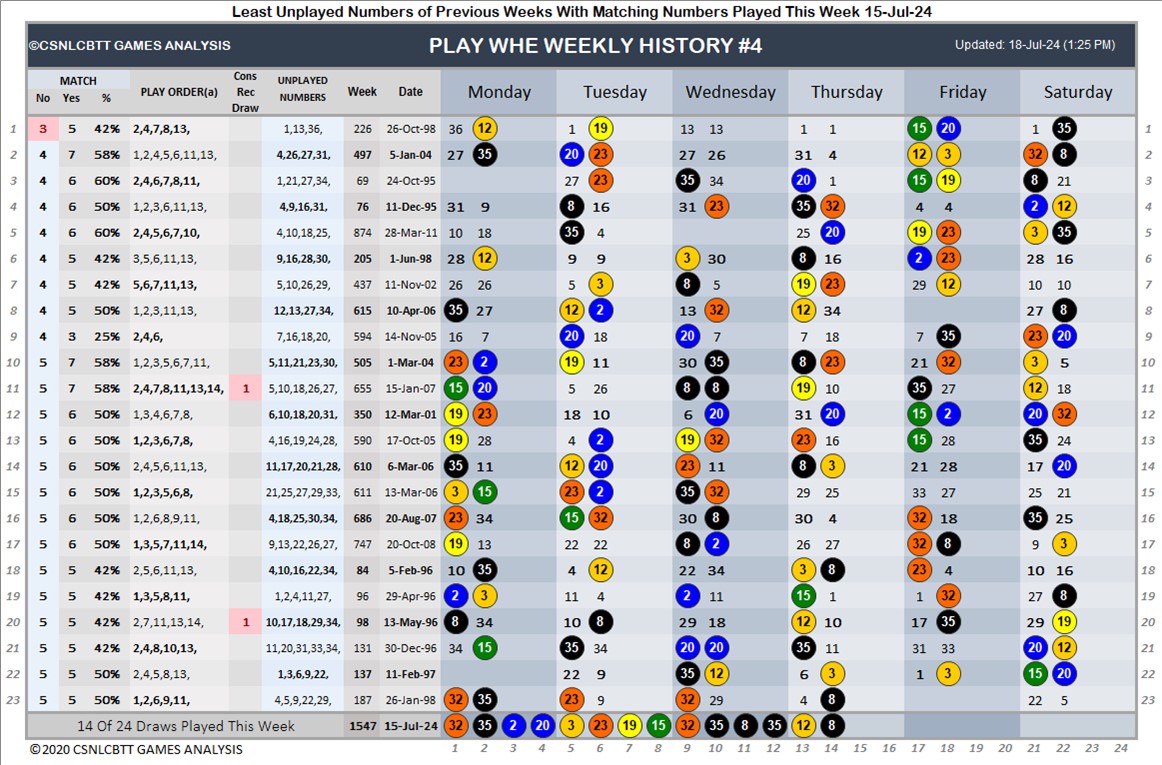 Least Unplayed Numbers of Previous Weeks With Matching Numbers Played This Week 15-Jul-24
©CSNLCBTT GAMES ANALYSIS PLAY WHE WEEKLY HISTORY #4 Updated: 18-Jul-24 (1:25 PM)
MATCH No Yes % PLAY ORDER(a) Cons Rec Draw UNPLAYED NUMBERS Week Date Monday Tuesday Wednesday Thursday Friday Saturday
1 3 5 42% 2,4,7,8,13, 1,13,36, 226 26-Oct-98 36 12 1 19 13 13 1 1 15 20 1 35 1
2 4 7 58% 1,2,4,5,6,11,13, 4,26,27,31, 497 5-Jan-04 27 35 20 23 27 26 31 4 12 3 32 8 2
3 4 6 60% 2,4,6,7,8,11, 1,21,27,34, 69 24-Oct-95 27 23 35 34 20 1 15 19 8 21 3
4 4 6 50% 1,2,3,6,11,13, 4,9,16,31, 76 11-Dec-95 31 9 8 16 31 23 35 32 4 4 2 12 4
5 4 6 60% 2,4,5,6,7,10, 4,10,18,25, 874 28-Mar-11 10 18 35 4 25 20 19 23 3 35 5
6 4 5 42% 3,5,6,11,13, 9,16,28,30, 205 1-Jun-98 28 12 9 9 3 30 8 16 2 23 28 16 6
7 4 5 42% 5,6,7,11,13, 5,10,26,29, 437 11-Nov-02 26 26 5 3 8 5 19 23 29 12 10 10 7
8 4 5 50% 1,2,3,11,13, 12,13,27,34, 615 10-Apr-06 35 27 12 2 13 32 12 34 27 8 8
9 4 3 25% 2,4,6, 7,16,18,20, 594 14-Nov-05 16 7 20 18 20 7 7 18 7 35 23 20 9
10 5 7 58% 1,2,3,5,6,7,11, 5,11,21,23,30, 505 1-Mar-04 23 2 19 11 30 35 8 23 21 32 3 5 10
11 5 7 58% 2,4,7,8,11,13,14, 1 5,10,18,26,27, 655 15-Jan-07 15 20 5 26 8 8 19 10 35 27 12 18 11
12 5 6 50% 1,3,4,6,7,8, 6,10,18,20,31, 350 12-Mar-01 19 23 18 10 6 20 31 20 15 2 20 32 12
13 5 6 50% 1,2,3,6,7,8, 4,16,19,24,28, 590 17-Oct-05 19 28 4 2 19 32 23 16 15 28 35 24 13
14 5 6 50% 2,4,5,6,11,13, 11,17,20,21,28, 610 6-Mar-06 35 11 12 20 23 11 8 3 21 28 17 20 14
15 5 6 50% 1,2,3,5,6,8, 21,25,27,29,33, 611 13-Mar-06 3 15 23 2 35 32 29 25 33 27 25 21 15
16 5 6 50% 1,2,6,8,9,11, 4,18,25,30,34, 686 20-Aug-07 23 34 15 32 30 8 30 4 32 18 35 25 16
17 5 6 50% 1,3,5,7,11,14, 9,13,22,26,27, 747 20-Oct-08 19 13 22 22 8 2 26 27 32 8 9 3 17
18 5 5 42% 2,5,6,11,13, 4,10,16,22,34, 84 5-Feb-96 10 35 4 12 22 34 3 8 23 4 10 16 18
19 5 5 42% 1,3,5,8,11, 1,2,4,11,27, 96 29-Apr-96 2 3 11 4 2 11 15 1 1 32 27 8 19
20 5 5 42% 2,7,11,13,14, 1 10,17,18,29,34, 98 13-May-96 8 34 10 8 29 18 12 10 17 35 29 19 20
21 5 5 42% 2,4,8,10,13, 11,20,31,33,34, 131 30-Dec-96 34 15 35 34 20 20 35 11 31 33 20 12 21
22 5 5 50% 2,4,5,8,13, 1,3,6,9,22, 137 11-Feb-97 22 9 35 12 6 3 1 3 15 20 22
23 5 5 50% 1,2,6,9,11, 4,5,9,22,29, 187 26-Jan-98 32 35 23 9 32 29 4 8 22 5 23
14 Of 24 Draws Played This Week 1547 15-Jul-24 32 35 2 20 3 23 19 15 32 35 8 35 12 8
© 2020 CSNLCBTT GAMES ANALYSIS 1 2 3 4 5 6 7 8 9 10 11 12 13 14 15 16 17 18 19 20 21 22 23 24